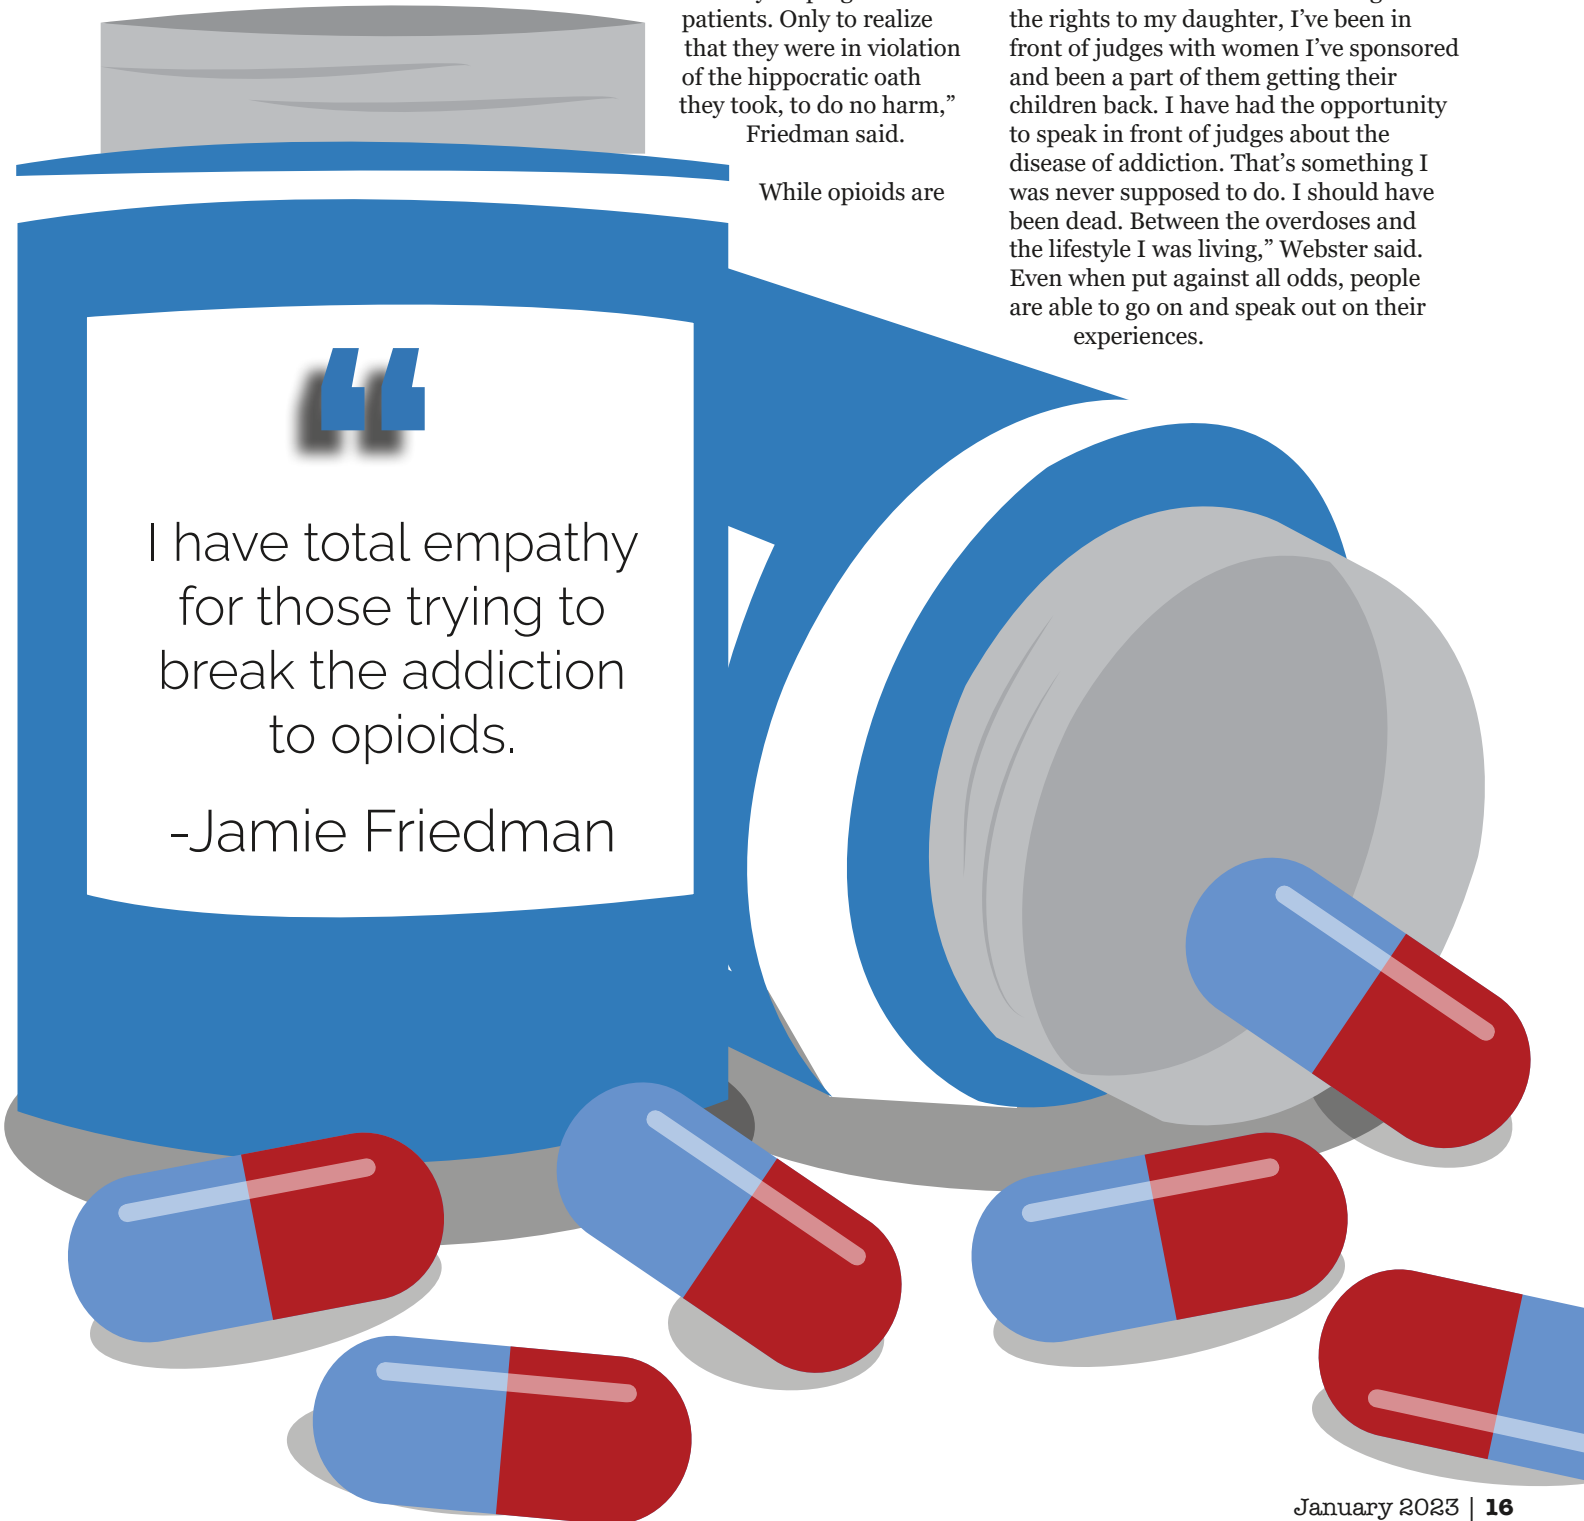 patients. Only to realize
that they were in violation
of the hippocratic oath
they took, to do no harm,”
Friedman said.
While opioids are
the rights to my daughter, I’ve been in
front of judges with women I’ve sponsored
and been a part of them getting their
children back. I have had the opportunity
to speak in front of judges about the
disease of addiction. That’s something I
was never supposed to do. I should have
been dead. Between the overdoses and
the lifestyle I was living,” Webster said.
Even when put against all odds, people
are able to go on and speak out on their
experiences.
“
I have total empathy
for those trying to
break the addiction
to opioids.
-Jamie Friedman
January 2023 | 16